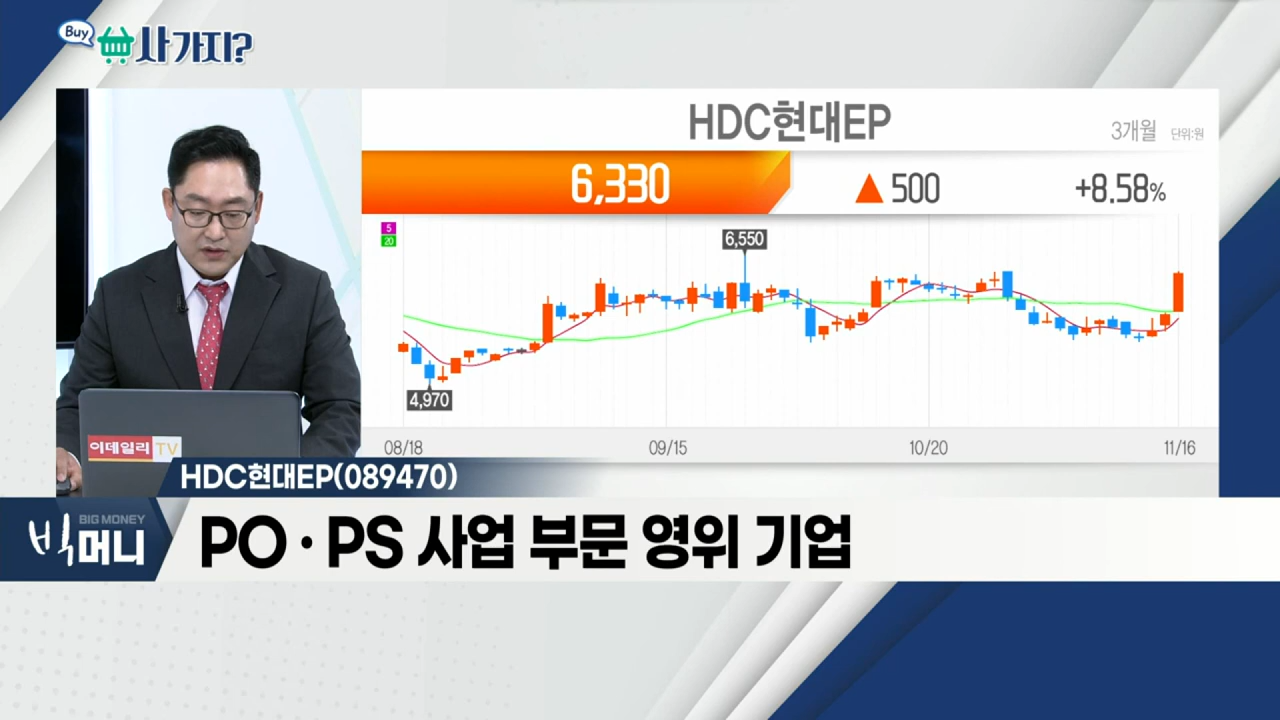 Buy
사가지?
HDC현대EP
3개월 단위:원
6,330 ▲500 +8.58%
5
20
6,550
4,970
08/18 09/15 10/20 11/16
이데일리 TV
HDC현대EP(089470)
BIG MONEY
빅머니
PO·PS 사업 부문 영위 기업